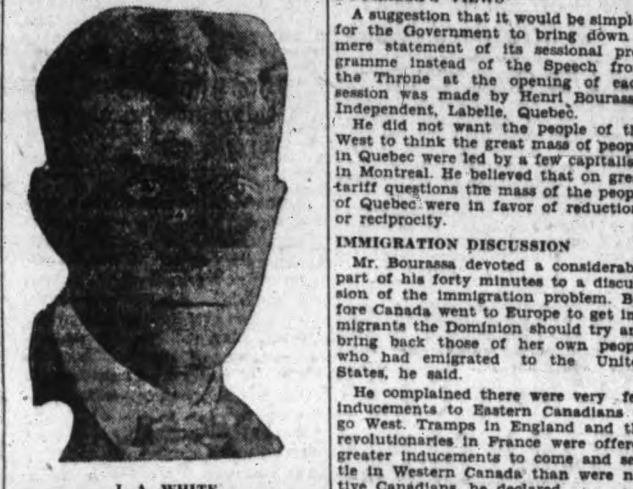 J. A. WHITE
A suggestion that it would be simpl
for the Government to bring down
mere statement of its sessional pro
gramme instead of the Speech fro
the Throne at the opening of eac
session was made by Henri Bourass
Independent, Labelle, Quebec.
He did not want the people of th
West to think the great mass of peop
in Quebec were led by a few capitalis
in Montreal. He believed that on gre
tariff questions the mass of the peop
of Quebec were in favor of reduction
or reciprocity.
IMMIGRATION DISCUSSION
Mr. Bourassa devoted a considerab
part of his forty minutes to a discu
sion of the immigration problem. B
fore Canada went to Europe to get im
migrants the Dominion should try an
bring back those of her own peop
who had emigrated to the Unite
States, he said.
He complained there were very fe
inducements to Eastern Canadians
go West. Tramps in England and th
revolutionaries in France were offere
greater inducements to come and set
tle in Western Canada than were na
tive Canadians, he declared